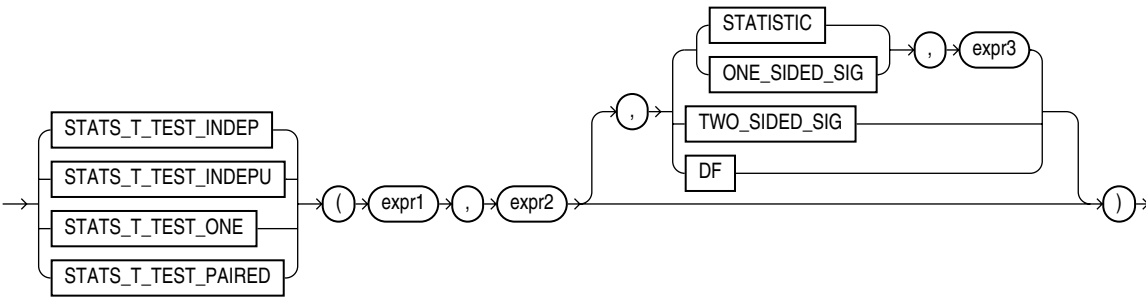 STATISTIC
, expr3
ONE_SIDED_SIG
,
TWO_SIDED_SIG
DF
STATS_T_TEST_INDEP
STATS_T_TEST_INDEPU
STATS_T_TEST_ONE
STATS_T_TEST_PAIRED
( expr1 , expr2 )